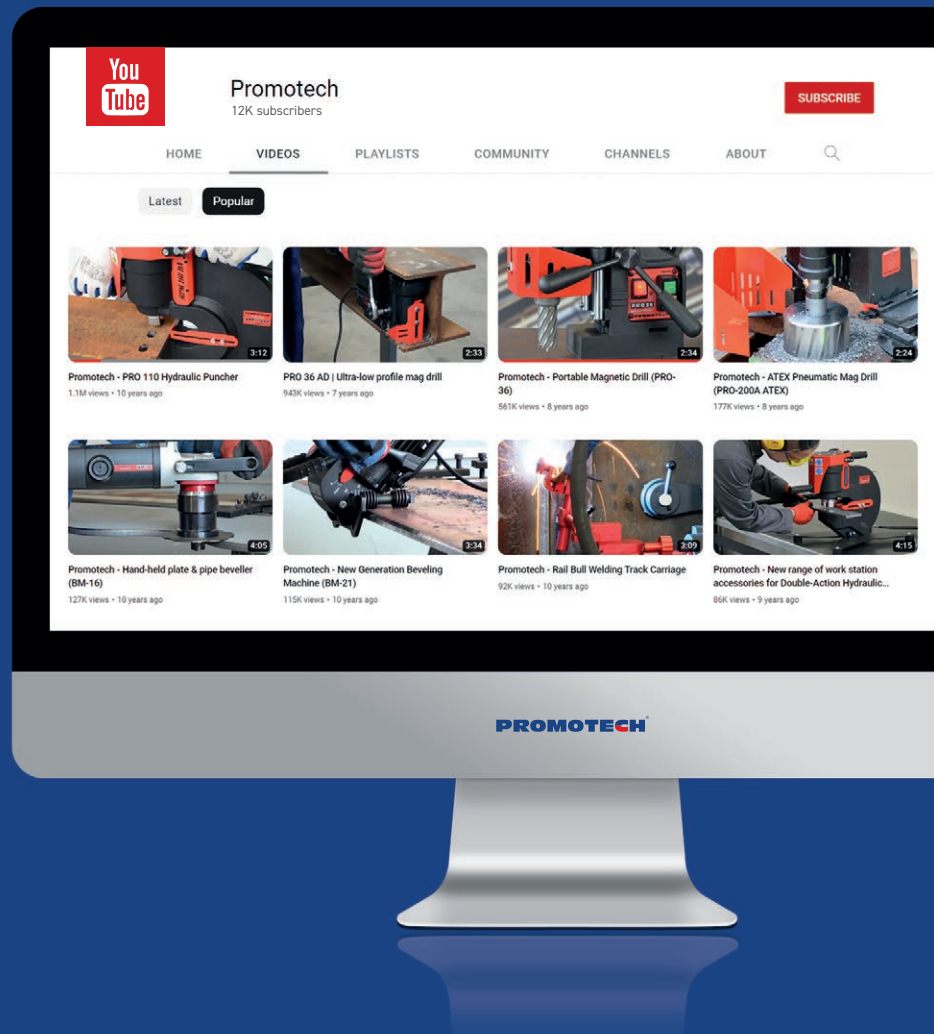 You
Tube
Promotech
12K subscribers
SUBSCRIBE
HOME VIDEOS PLAYLISTS COMMUNITY CHANNELS ABOUT
Latest Popular
3:12 2:33 2:34 2:24
PRO 36
Promotech - PRO 110 Hydraulic Puncher
1.1M views • 10 years ago
PRO 36 AD | Ultra-low profile mag drill
943K views • 7 years ago
Promotech - Portable Magnetic Drill (PRO-
36)
561K views • 8 years ago
Promotech - ATEX Pneumatic Mag Drill
(PRO-200A ATEX)
177K views • 8 years ago
4:05 3:34 3:09 4:15
Promotech - Hand-held plate & pipe beveller
(BM-16)
127K views • 10 years ago
Promotech - New Generation Beveling
Machine (BM-21)
115K views • 10 years ago
Promotech - Rail Bull Welding Track Carriage
92K views • 10 years ago
Promotech - New range of work station
accessories for Double-Action Hydraulic...
86K views • 9 years ago
PROMOTECH®